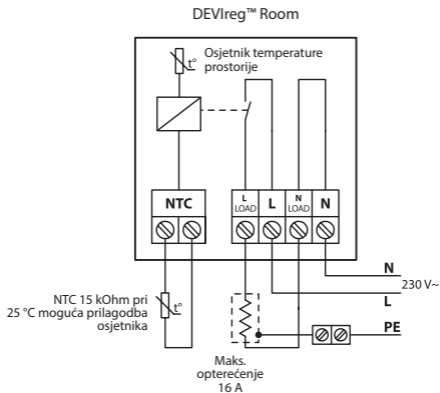 DEVIreg™ Room
Osjetnik temperature
prostorije
t°
NTC
L
LOAD
L
N
LOAD
N
N
230 V~
L
PE
NTC 15 kOhm pri
25 °C moguća prilagodba
osjetnika
t°
Maks.
opterećenje
16 A